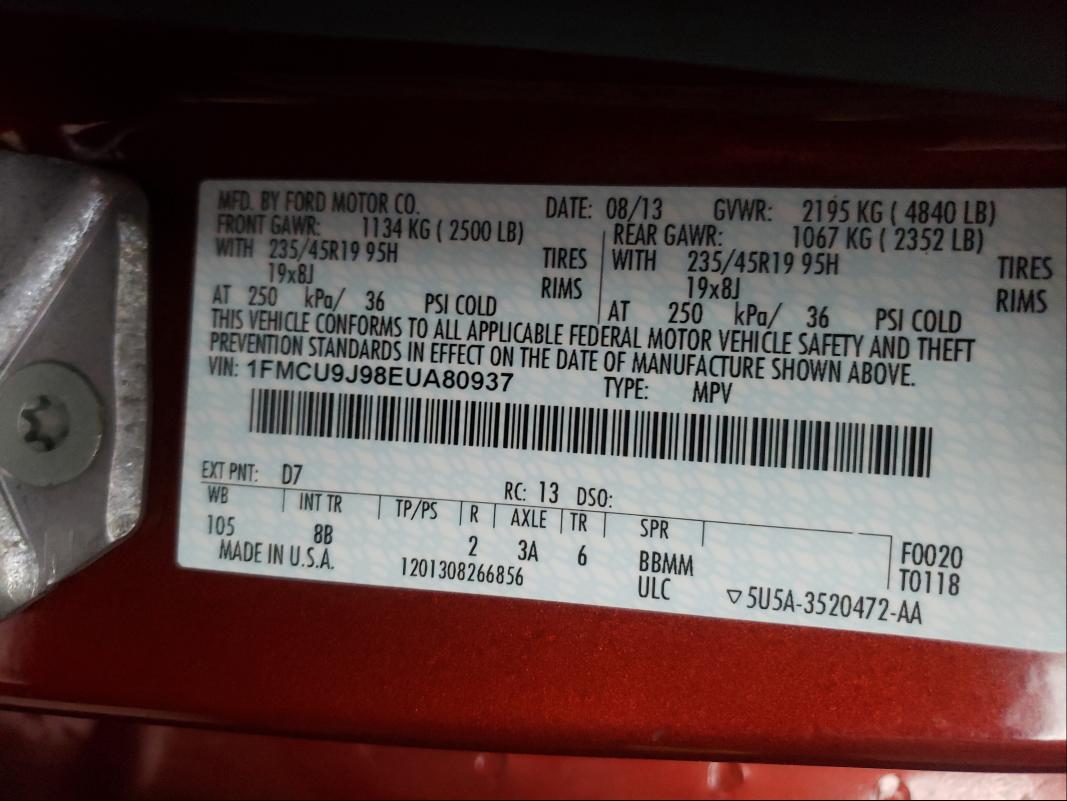 MFD. BY FORD MOTOR CO. DATE: 08/13 GVWR: 2195 KG ( 4840 LB)
FRONT GAWR: 1134 KG ( 2500 LB) REAR GAWR: 1067 KG ( 2352 LB)
WITH 235/45R19 95H TIRES WITH 235/45R19 95H TIRES
19x8J RIMS 19x8J RIMS
AT 250 kPa/ 36 PSI COLD AT 250 kPa/ 36 PSI COLD
THIS VEHICLE CONFORMS TO ALL APPLICABLE FEDERAL MOTOR VEHICLE SAFETY AND THEFT
PREVENTION STANDARDS IN EFFECT ON THE DATE OF MANUFACTURE SHOWN ABOVE.
VIN: 1FMCU9J98EUA80937 TYPE: MPV
EXT PNT: D7 RC: 13 DSO:
WB INT TR TP/PS R AXLE TR SPR
105 8B 2 3A 6 BBMM F0020
MADE IN U.S.A. 1201308266856 ULC T0118
▽5U5A-3520472-AA